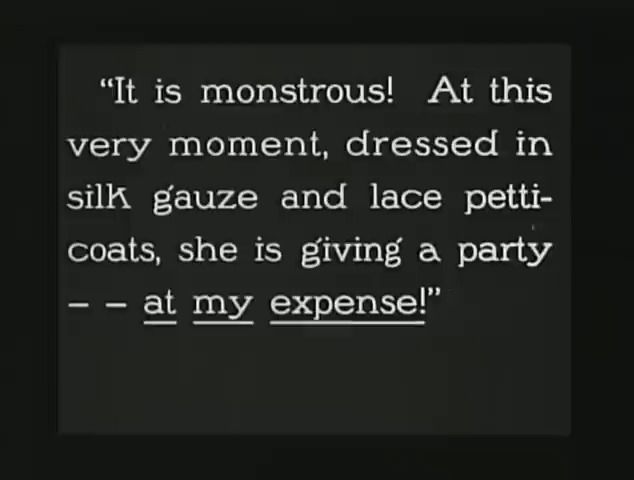 “It is monstrous! At this
very moment, dressed in
silk gauze and lace petti-
coats, she is giving a party
– – at my expense!”